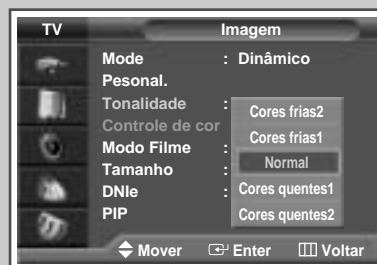 TV Imagem
Mode : Dinâmico
Pesonal.
Tonalidade :
Controle de cor
Modo Filme :
Tamanho :
DNIe :
PIP
Cores frias2
Cores frias1
Normal
Cores quentes1
Cores quentes2
Mover Enter Voltar